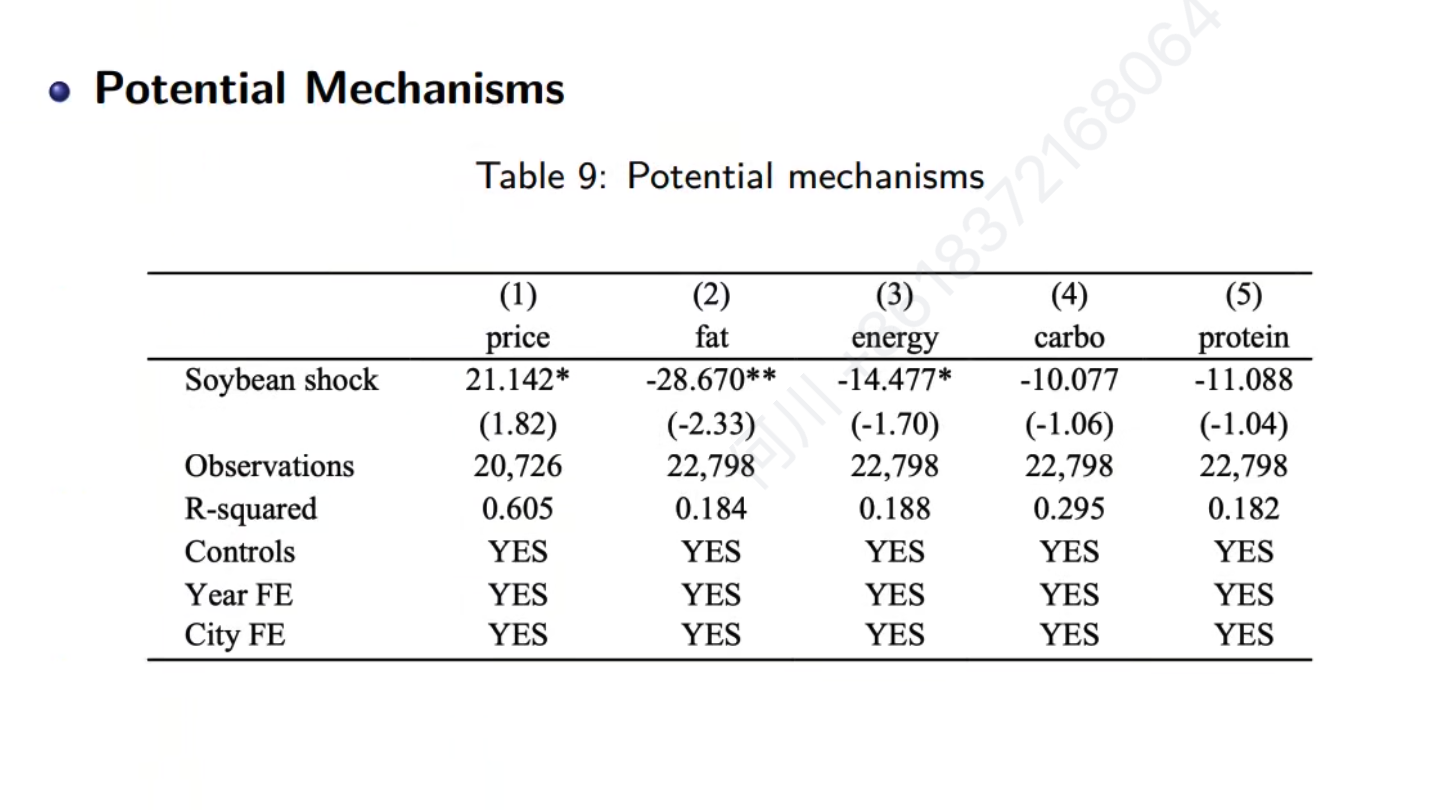 Potential Mechanisms
Table 9: Potential mechanisms
(1) (2) (3) (4) (5)
price fat energy carbo protein
Soybean shock 21.142* -28.670** -14.477* -10.077 -11.088
(1.82) (-2.33) (-1.70) (-1.06) (-1.04)
Observations 20,726 22,798 22,798 22,798 22,798
R-squared 0.605 0.184 0.188 0.295 0.182
Controls YES YES YES YES YES
Year FE YES YES YES YES YES
City FE YES YES YES YES YES